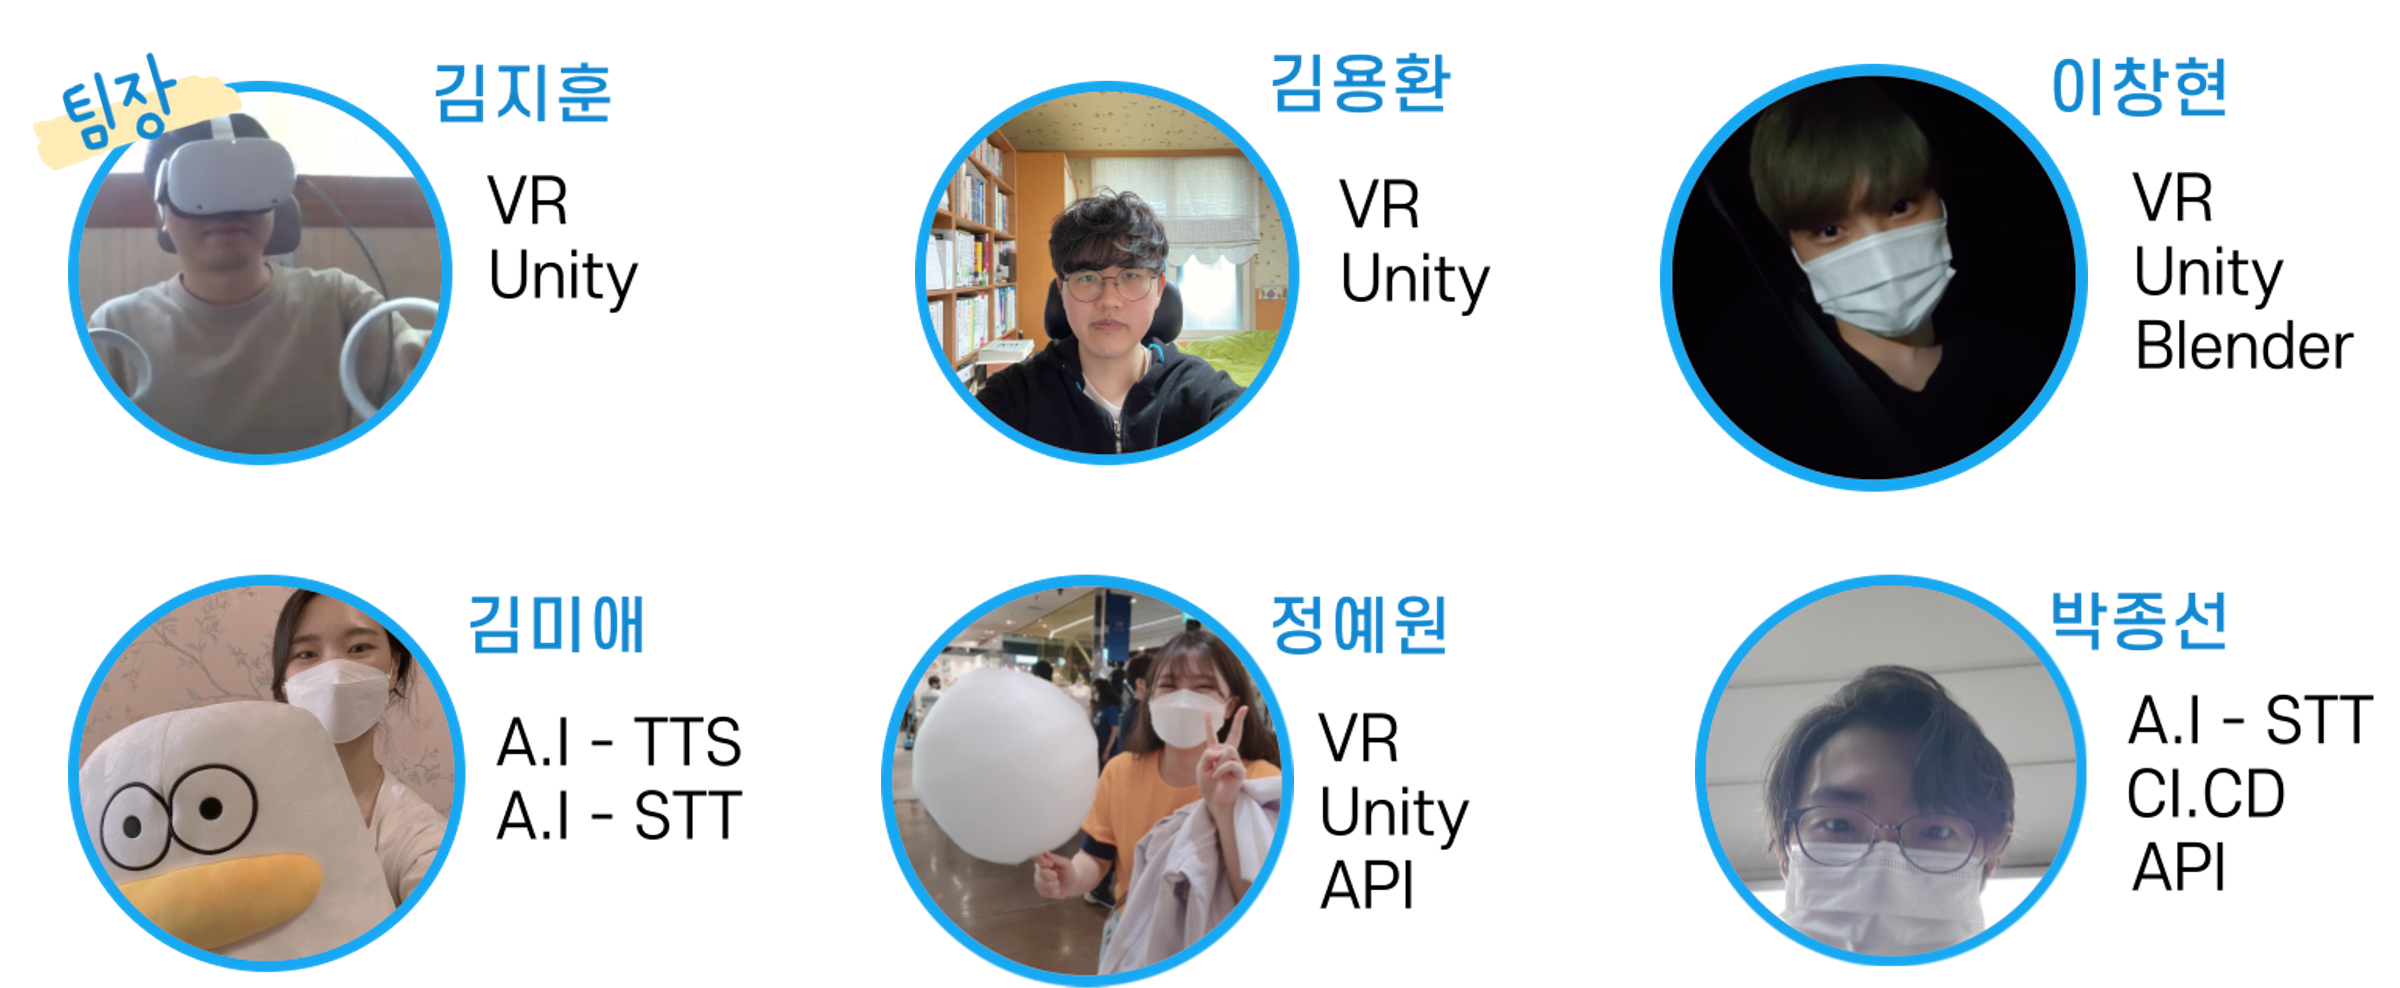 팀장
김지훈
VR
Unity
김용환
VR
Unity
이창현
VR
Unity
Blender
김미애
A.I - TTS
A.I - STT
정예원
VR
Unity
API
박종선
A.I - STT
CI.CD
API